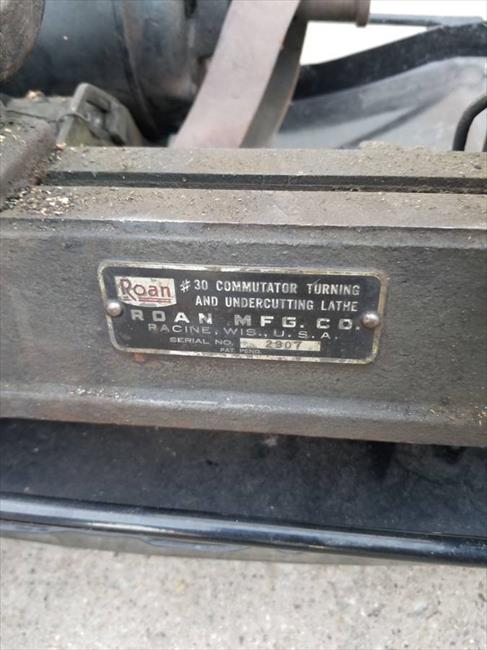 Roan
#30 COMMUTATOR TURNING
AND UNDERCUTTING LATHE
ROAN MFG. CO.
RACINE, WIS., U.S.A.
SERIAL NO. 2907
PAT. PEND.